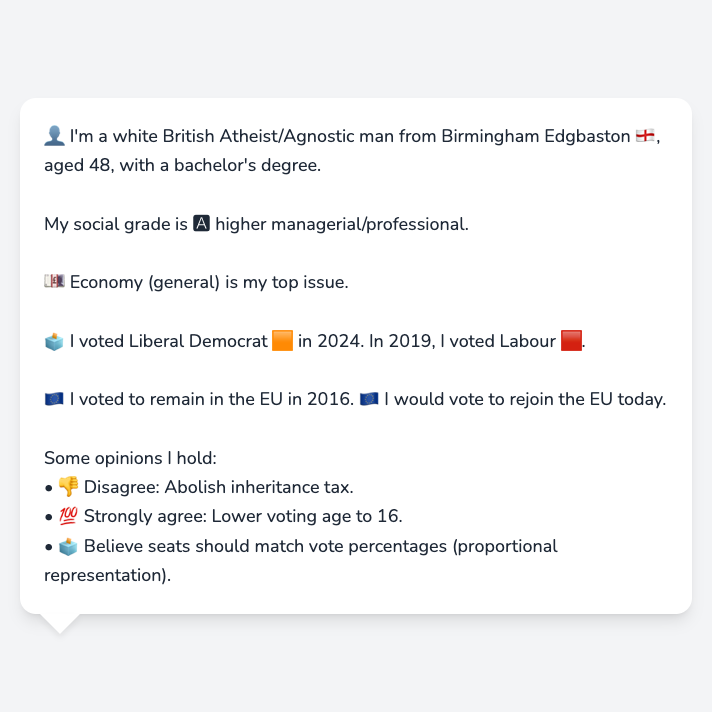 👤 I'm a white British Atheist/Agnostic man from Birmingham Edgbaston 🏴󠁧󠁢󠁥󠁮󠁧󠁿,
aged 48, with a bachelor's degree.
My social grade is 🅰 higher managerial/professional.
💷 Economy (general) is my top issue.
🗳️ I voted Liberal Democrat 🟧 in 2024. In 2019, I voted Labour 🟥.
🇪🇺 I voted to remain in the EU in 2016. 🇪🇺 I would vote to rejoin the EU today.
Some opinions I hold:
• 👎 Disagree: Abolish inheritance tax.
• 💯 Strongly agree: Lower voting age to 16.
• 🗳️ Believe seats should match vote percentages (proportional
representation).